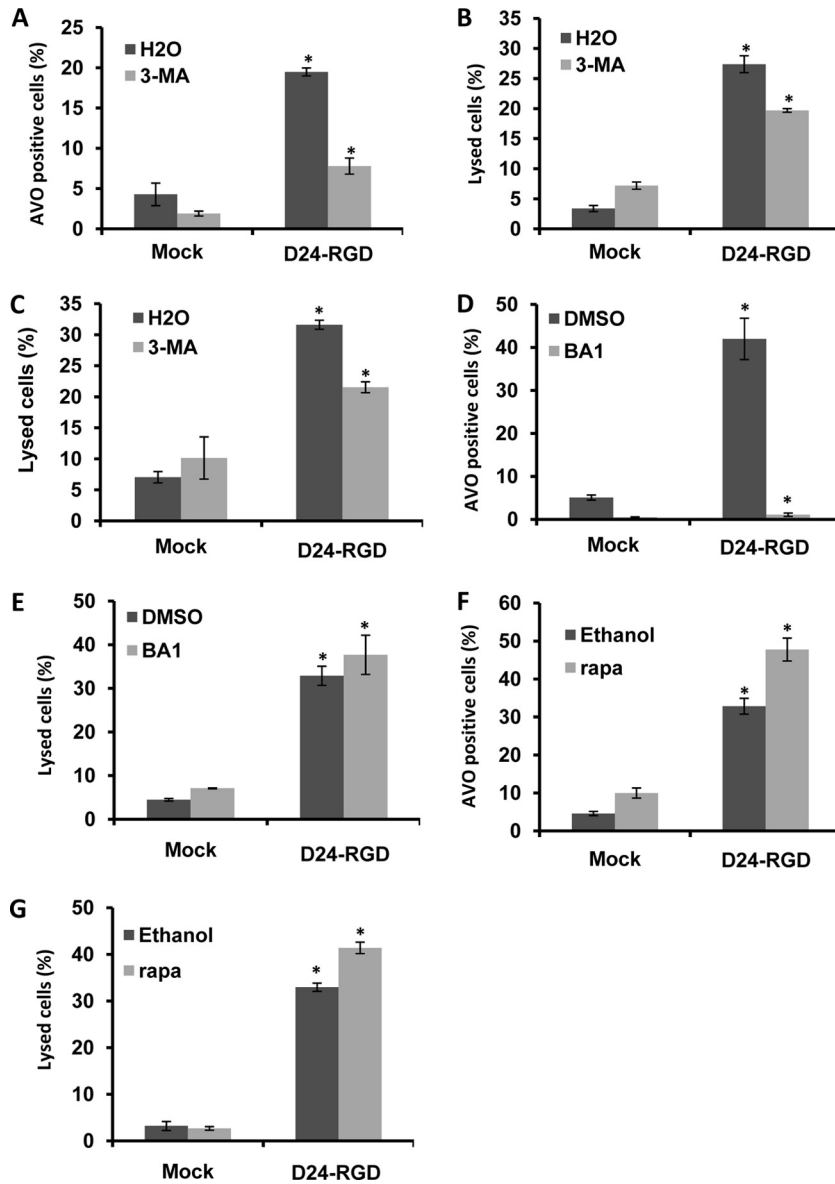 A
AVO positive cells (%)
25
20
15
10
5
0
H2O
3-MA
*
*
Mock
D24-RGD
B
Lysed cells (%)
35
30
25
20
15
10
5
0
H2O
3-MA
*
*
Mock
D24-RGD
C
Lysed cells (%)
35
30
25
20
15
10
5
0
H2O
3-MA
*
*
Mock
D24-RGD
D
AVO positive cells (%)
50
40
30
20
10
0
DMSO
BA1
*
*
Mock
D24-RGD
E
Lysed cells (%)
50
40
30
20
10
0
DMSO
BA1
*
*
Mock
D24-RGD
F
AVO positive cells (%)
60
50
40
30
20
10
0
Ethanol
rapa
*
*
Mock
D24-RGD
G
Lysed cells (%)
50
40
30
20
10
0
Ethanol
rapa
*
*
Mock
D24-RGD